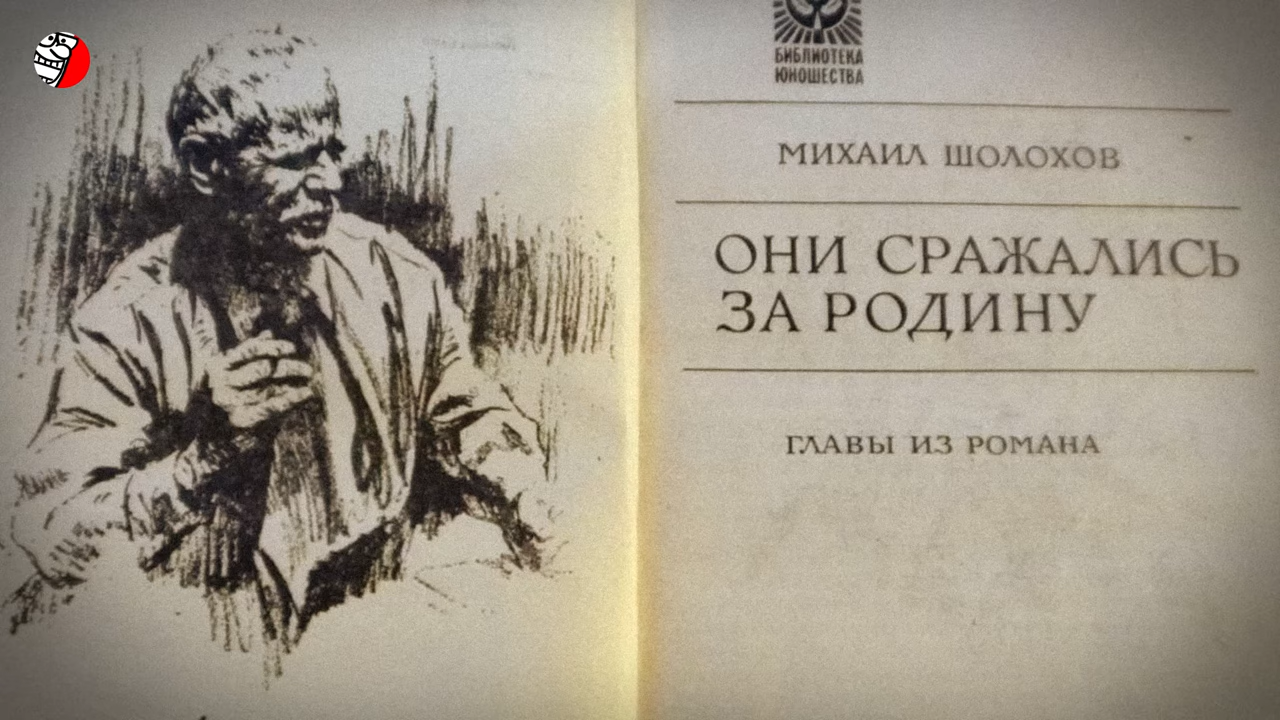 БИБЛИОТЕКА
ЮНОШЕСТВА
МИХАИЛ ШОЛОХОВ
ОНИ СРАЖАЛИСЬ
ЗА РОДИНУ
ГЛАВЫ ИЗ РОМАНА